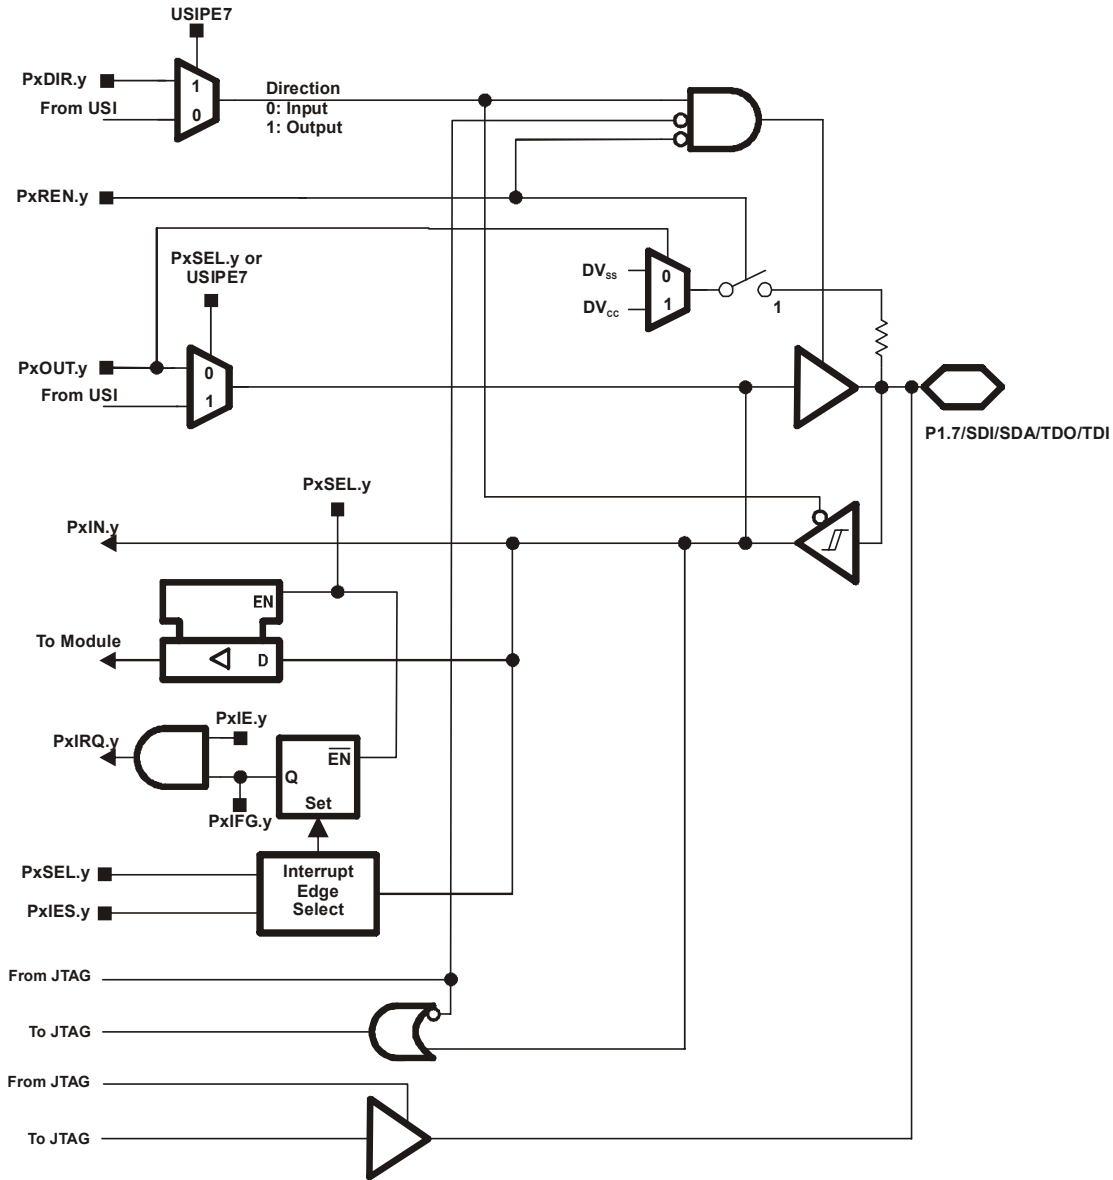 USIPE7
PxDIR.y
From USI
1
0
Direction
0: Input
1: Output
PxREN.y
PxSEL.y or
USIPE7
DVss
DVcc
0
1
1
PxOUT.y
From USI
0
1
P1.7/SDI/SDA/TDO/TDI
PxSEL.y
PxIN.y
EN
To Module
D
PxIE.y
PxIRQ.y
EN
Q
Set
PxIFG.y
PxSEL.y
PxIES.y
Interrupt
Edge
Select
From JTAG
To JTAG
From JTAG
To JTAG